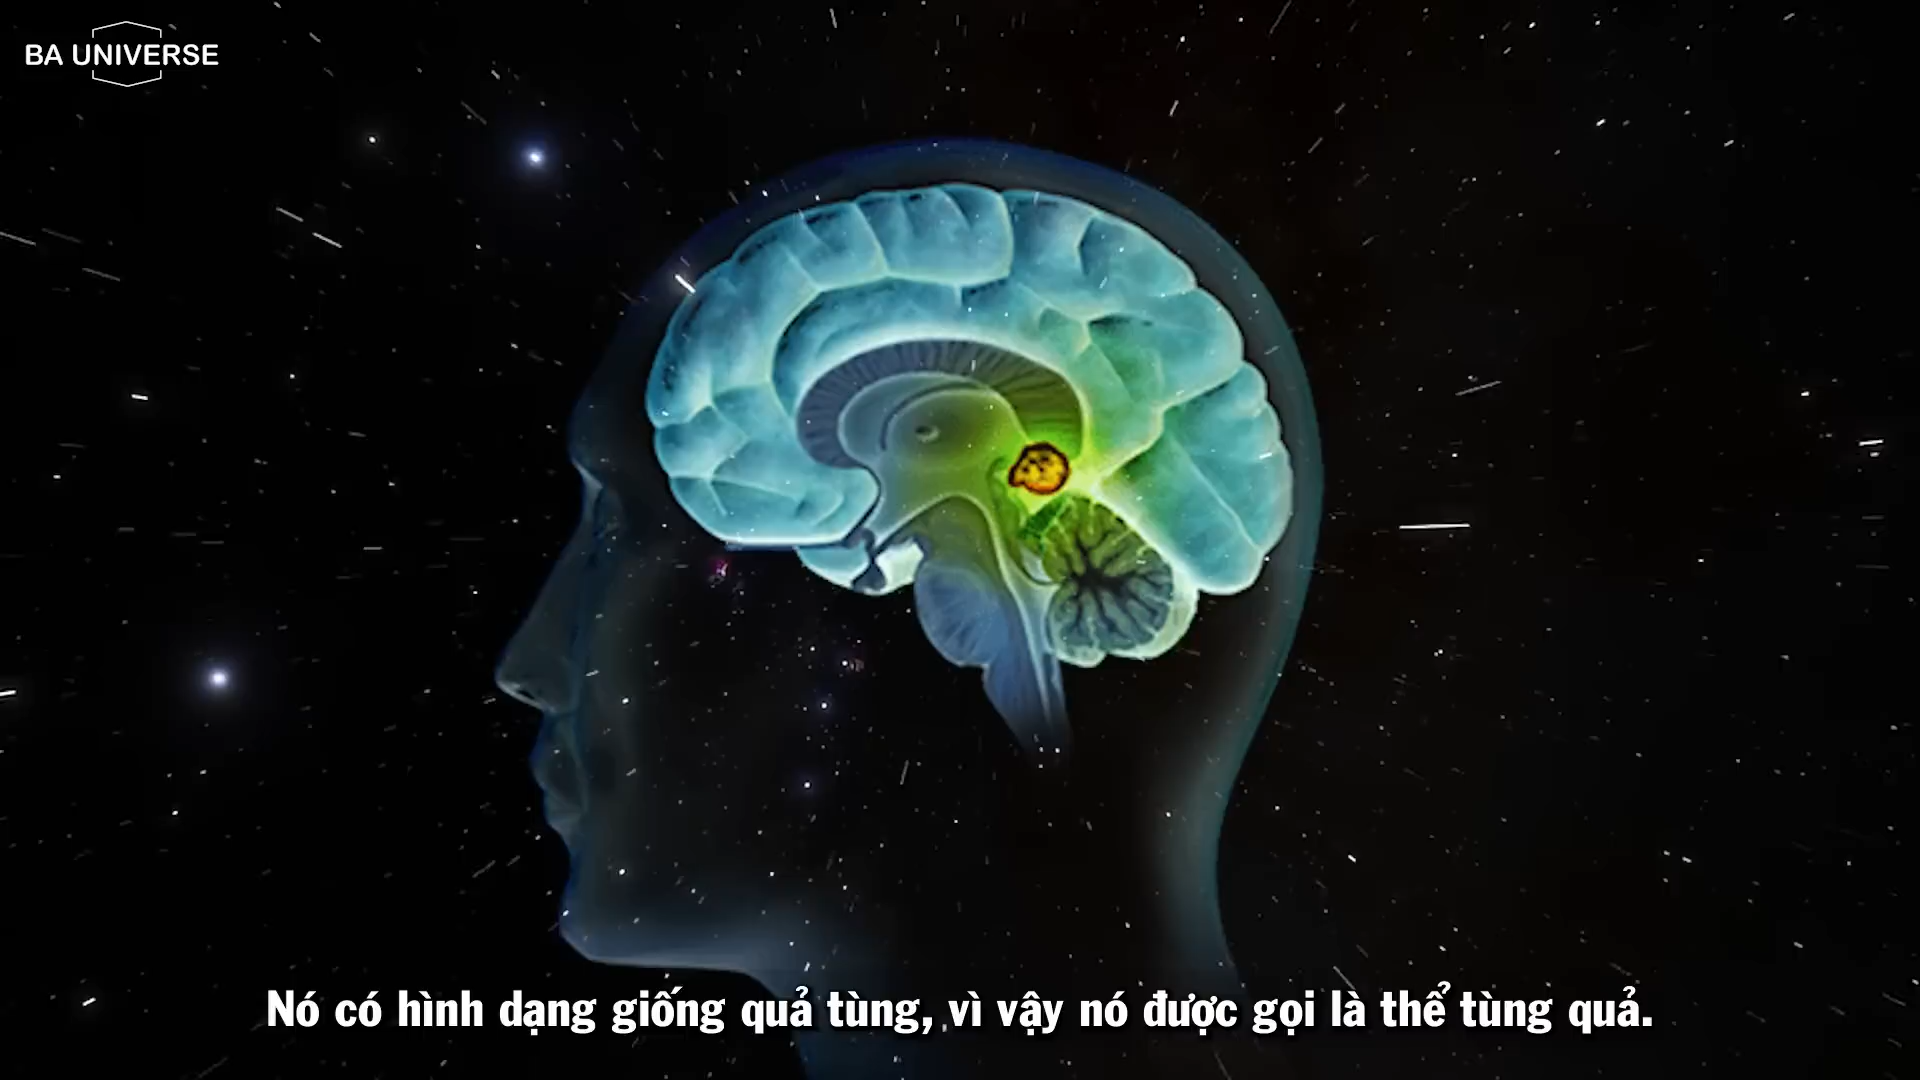 BA UNIVERSE
Nó có hình dạng giống quả tùng, vì vậy nó được gọi là thể tùng quả.